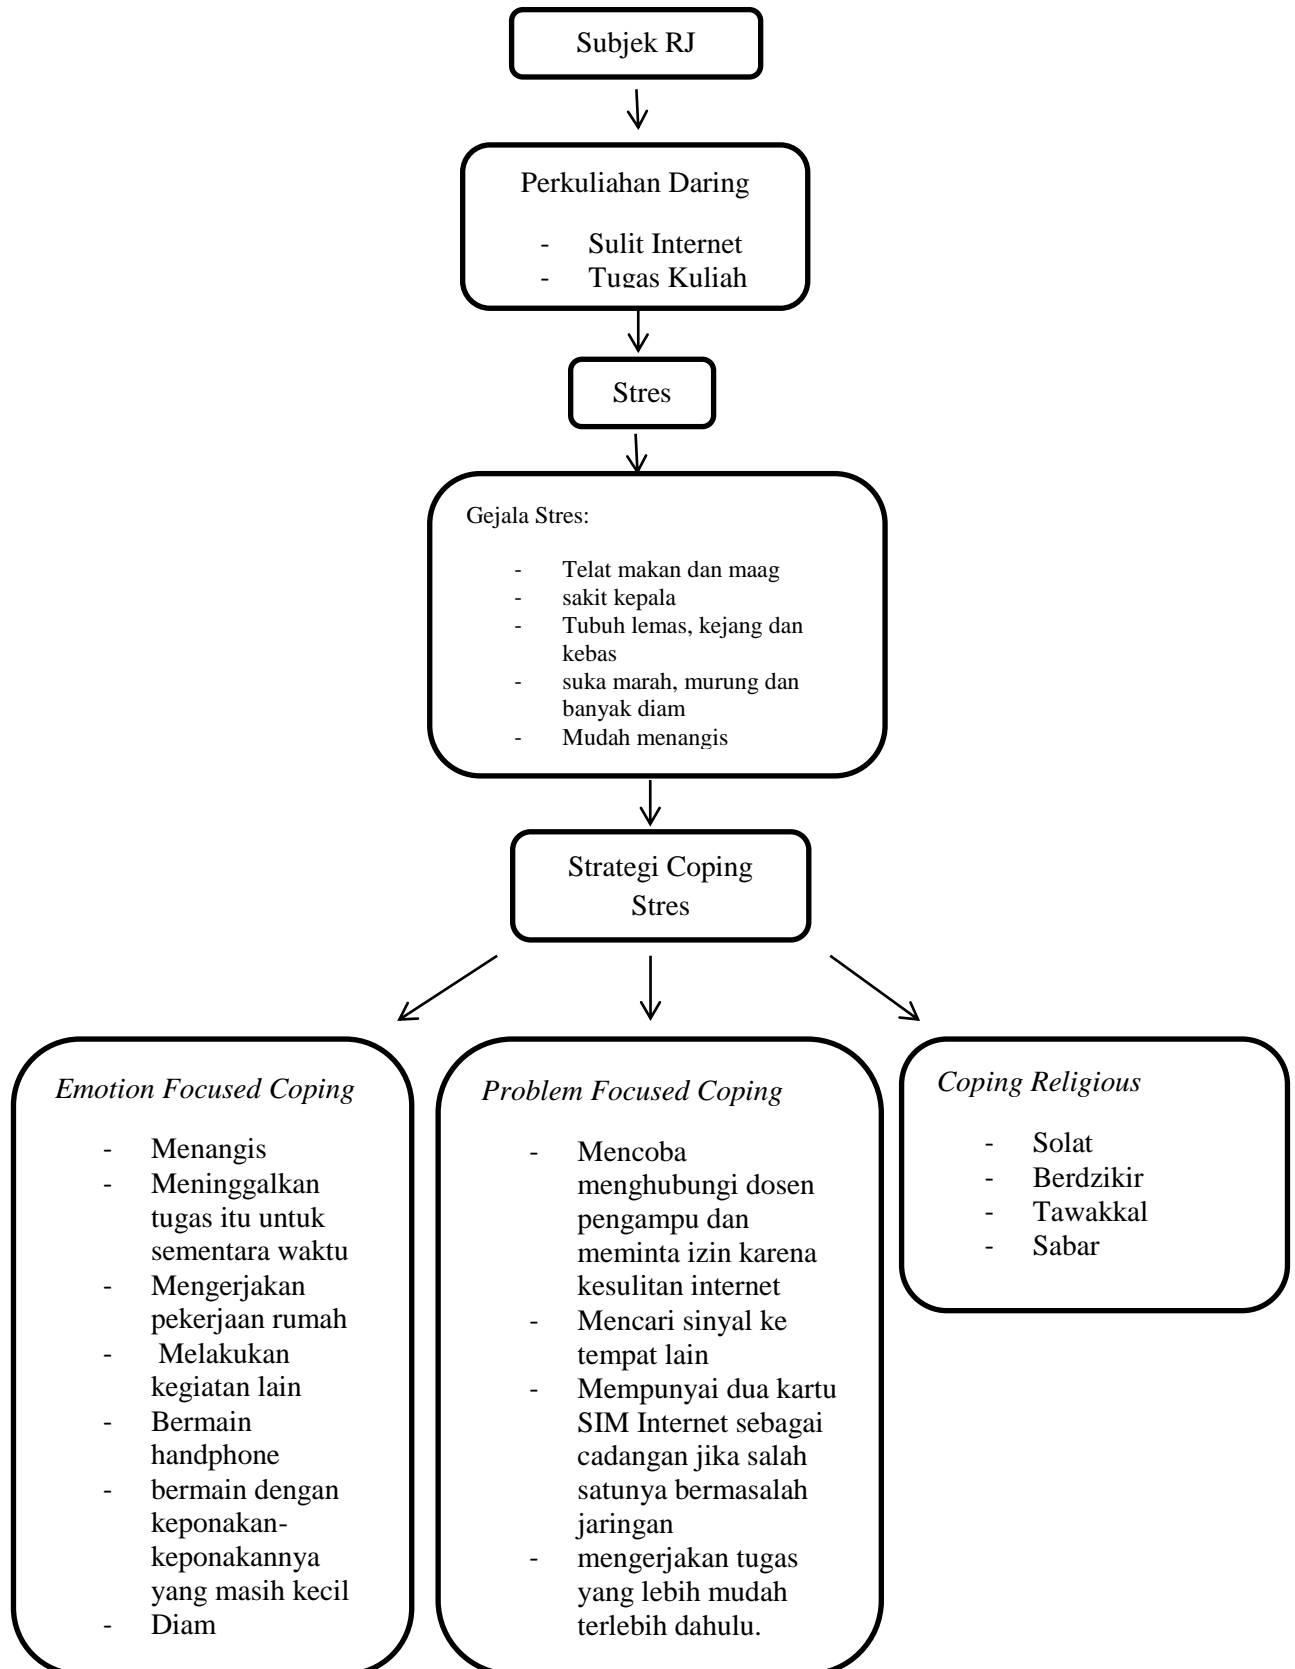 Subjek RJ
Perkuliahan Daring
- Sulit Internet
- Tugas Kuliah
Stres
Gejala Stres:
- Telat makan dan maag
- sakit kepala
- Tubuh lemas, kejang dan
kebas
- suka marah, murung dan
banyak diam
- Mudah menangis
Strategi Coping
Stres
Emotion Focused Coping
- Menangis
- Meninggalkan
tugas itu untuk
sementara waktu
- Mengerjakan
pekerjaan rumah
- Melakukan
kegiatan lain
- Bermain
handphone
- bermain dengan
keponakan-
keponakannya
yang masih kecil
- Diam
Problem Focused Coping
- Mencoba
menghubungi dosen
pengampu dan
meminta izin karena
kesulitan internet
- Mencari sinyal ke
tempat lain
- Mempunyai dua kartu
SIM Internet sebagai
cadangan jika salah
satunya bermasalah
jaringan
- mengerjakan tugas
yang lebih mudah
terlebih dahulu.
Coping Religious
- Solat
- Berdzikir
- Tawakkal
- Sabar